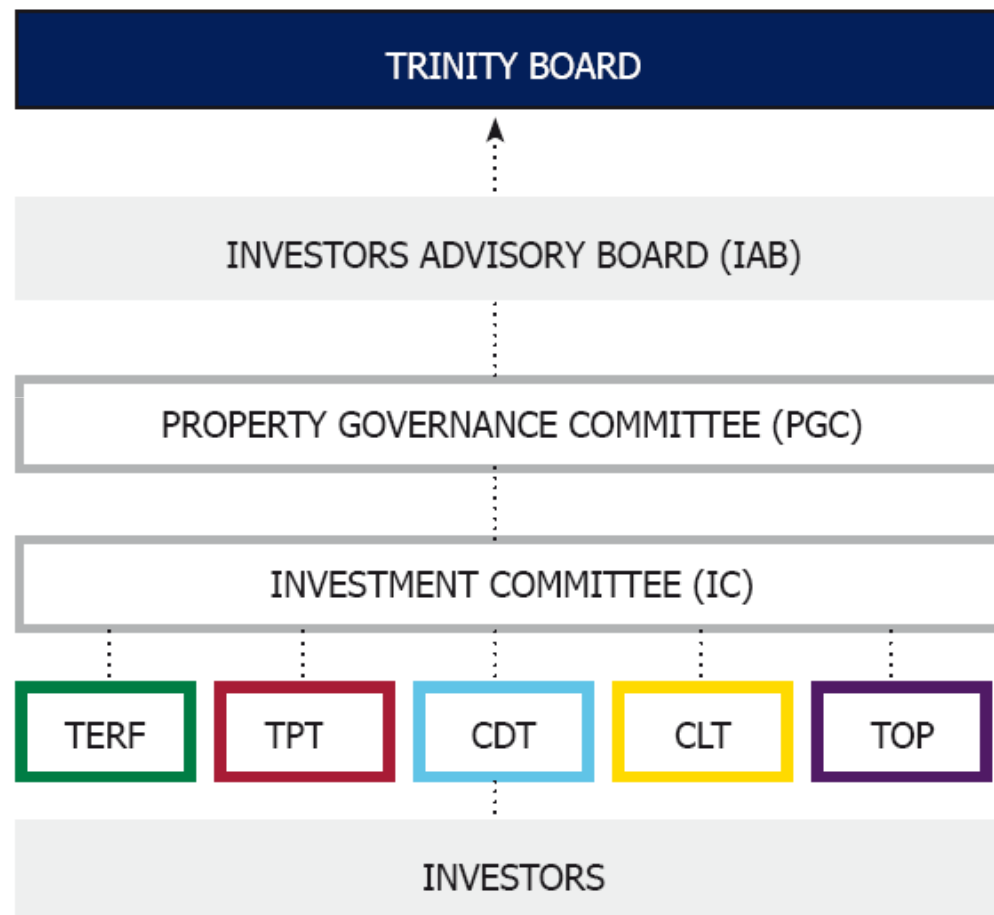 TRINITY BOARD
INVESTORS ADVISORY BOARD (IAB)
PROPERTY GOVERNANCE COMMITTEE (PGC)
INVESTMENT COMMITTEE (IC)
TERF
TPT
CDT
CLT
TOP
INVESTORS